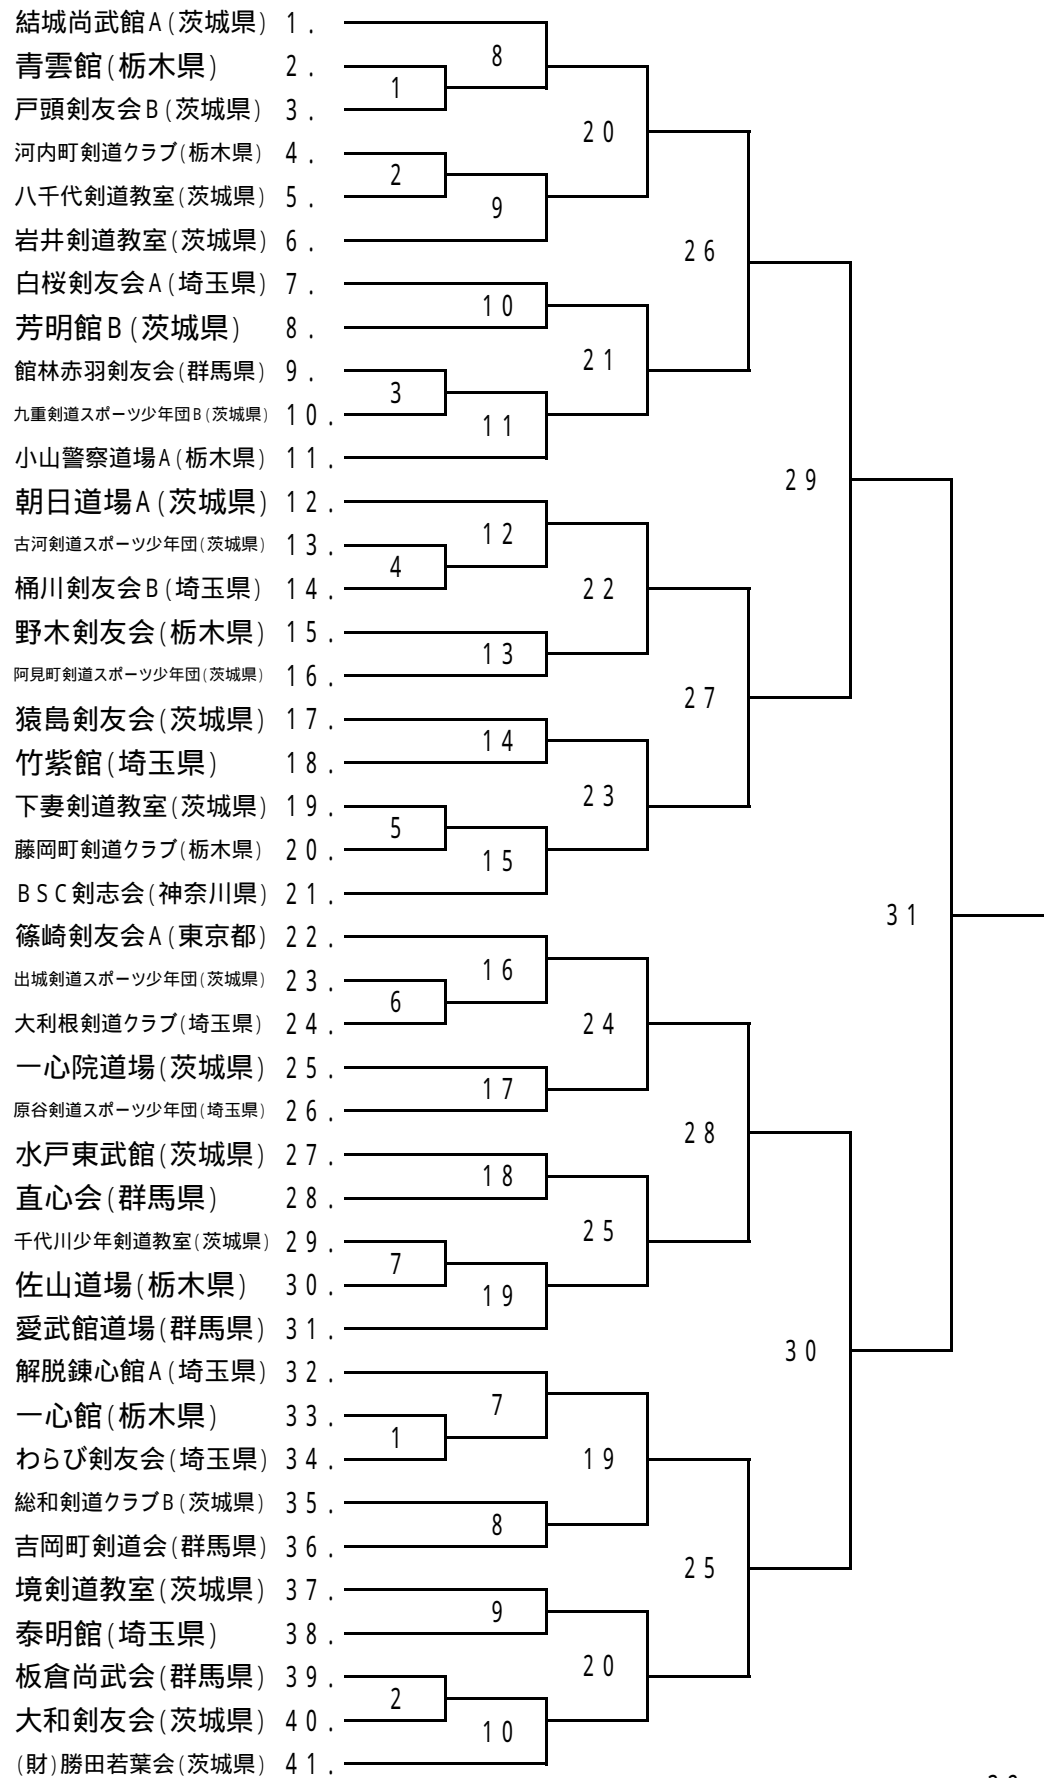 結城尚武館A(茨城県) 1.
8
青雲館(栃木県) 2.
1
戸頭剣友会B(茨城県) 3.
20
河内町剣道クラブ(栃木県) 4.
2
八千代剣道教室(茨城県) 5.
9
岩井剣道教室(茨城県) 6.
26
白桜剣友会A(埼玉県) 7.
10
芳明館B(茨城県) 8.
21
館林赤羽剣友会(群馬県) 9.
3
九重剣道スポーツ少年団B(茨城県) 10.
11
小山警察道場A(栃木県) 11.
29
朝日道場A(茨城県) 12.
12
古河剣道スポーツ少年団(茨城県) 13.
4
桶川剣友会B(埼玉県) 14.
22
野木剣友会(栃木県) 15.
13
阿見町剣道スポーツ少年団(茨城県) 16.
27
猿島剣友会(茨城県) 17.
14
竹紫館(埼玉県) 18.
23
下妻剣道教室(茨城県) 19.
5
藤岡町剣道クラブ(栃木県) 20.
15
BSC剣志会(神奈川県) 21.
31
篠崎剣友会A(東京都) 22.
16
出城剣道スポーツ少年団(茨城県) 23.
6
大利根剣道クラブ(埼玉県) 24.
24
一心院道場(茨城県) 25.
17
原谷剣道スポーツ少年団(埼玉県) 26.
28
水戸東武館(茨城県) 27.
18
直心会(群馬県) 28.
25
千代川少年剣道教室(茨城県) 29.
7
佐山道場(栃木県) 30.
19
愛武館道場(群馬県) 31.
30
解脱錬心館A(埼玉県) 32.
7
一心館(栃木県) 33.
1
わらび剣友会(埼玉県) 34.
19
総和剣道クラブB(茨城県) 35.
8
吉岡町剣道会(群馬県) 36.
25
境剣道教室(茨城県) 37.
9
泰明館(埼玉県) 38.
20
板倉尚武会(群馬県) 39.
2
大和剣友会(茨城県) 40.
10
(財)勝田若葉会(茨城県) 41.